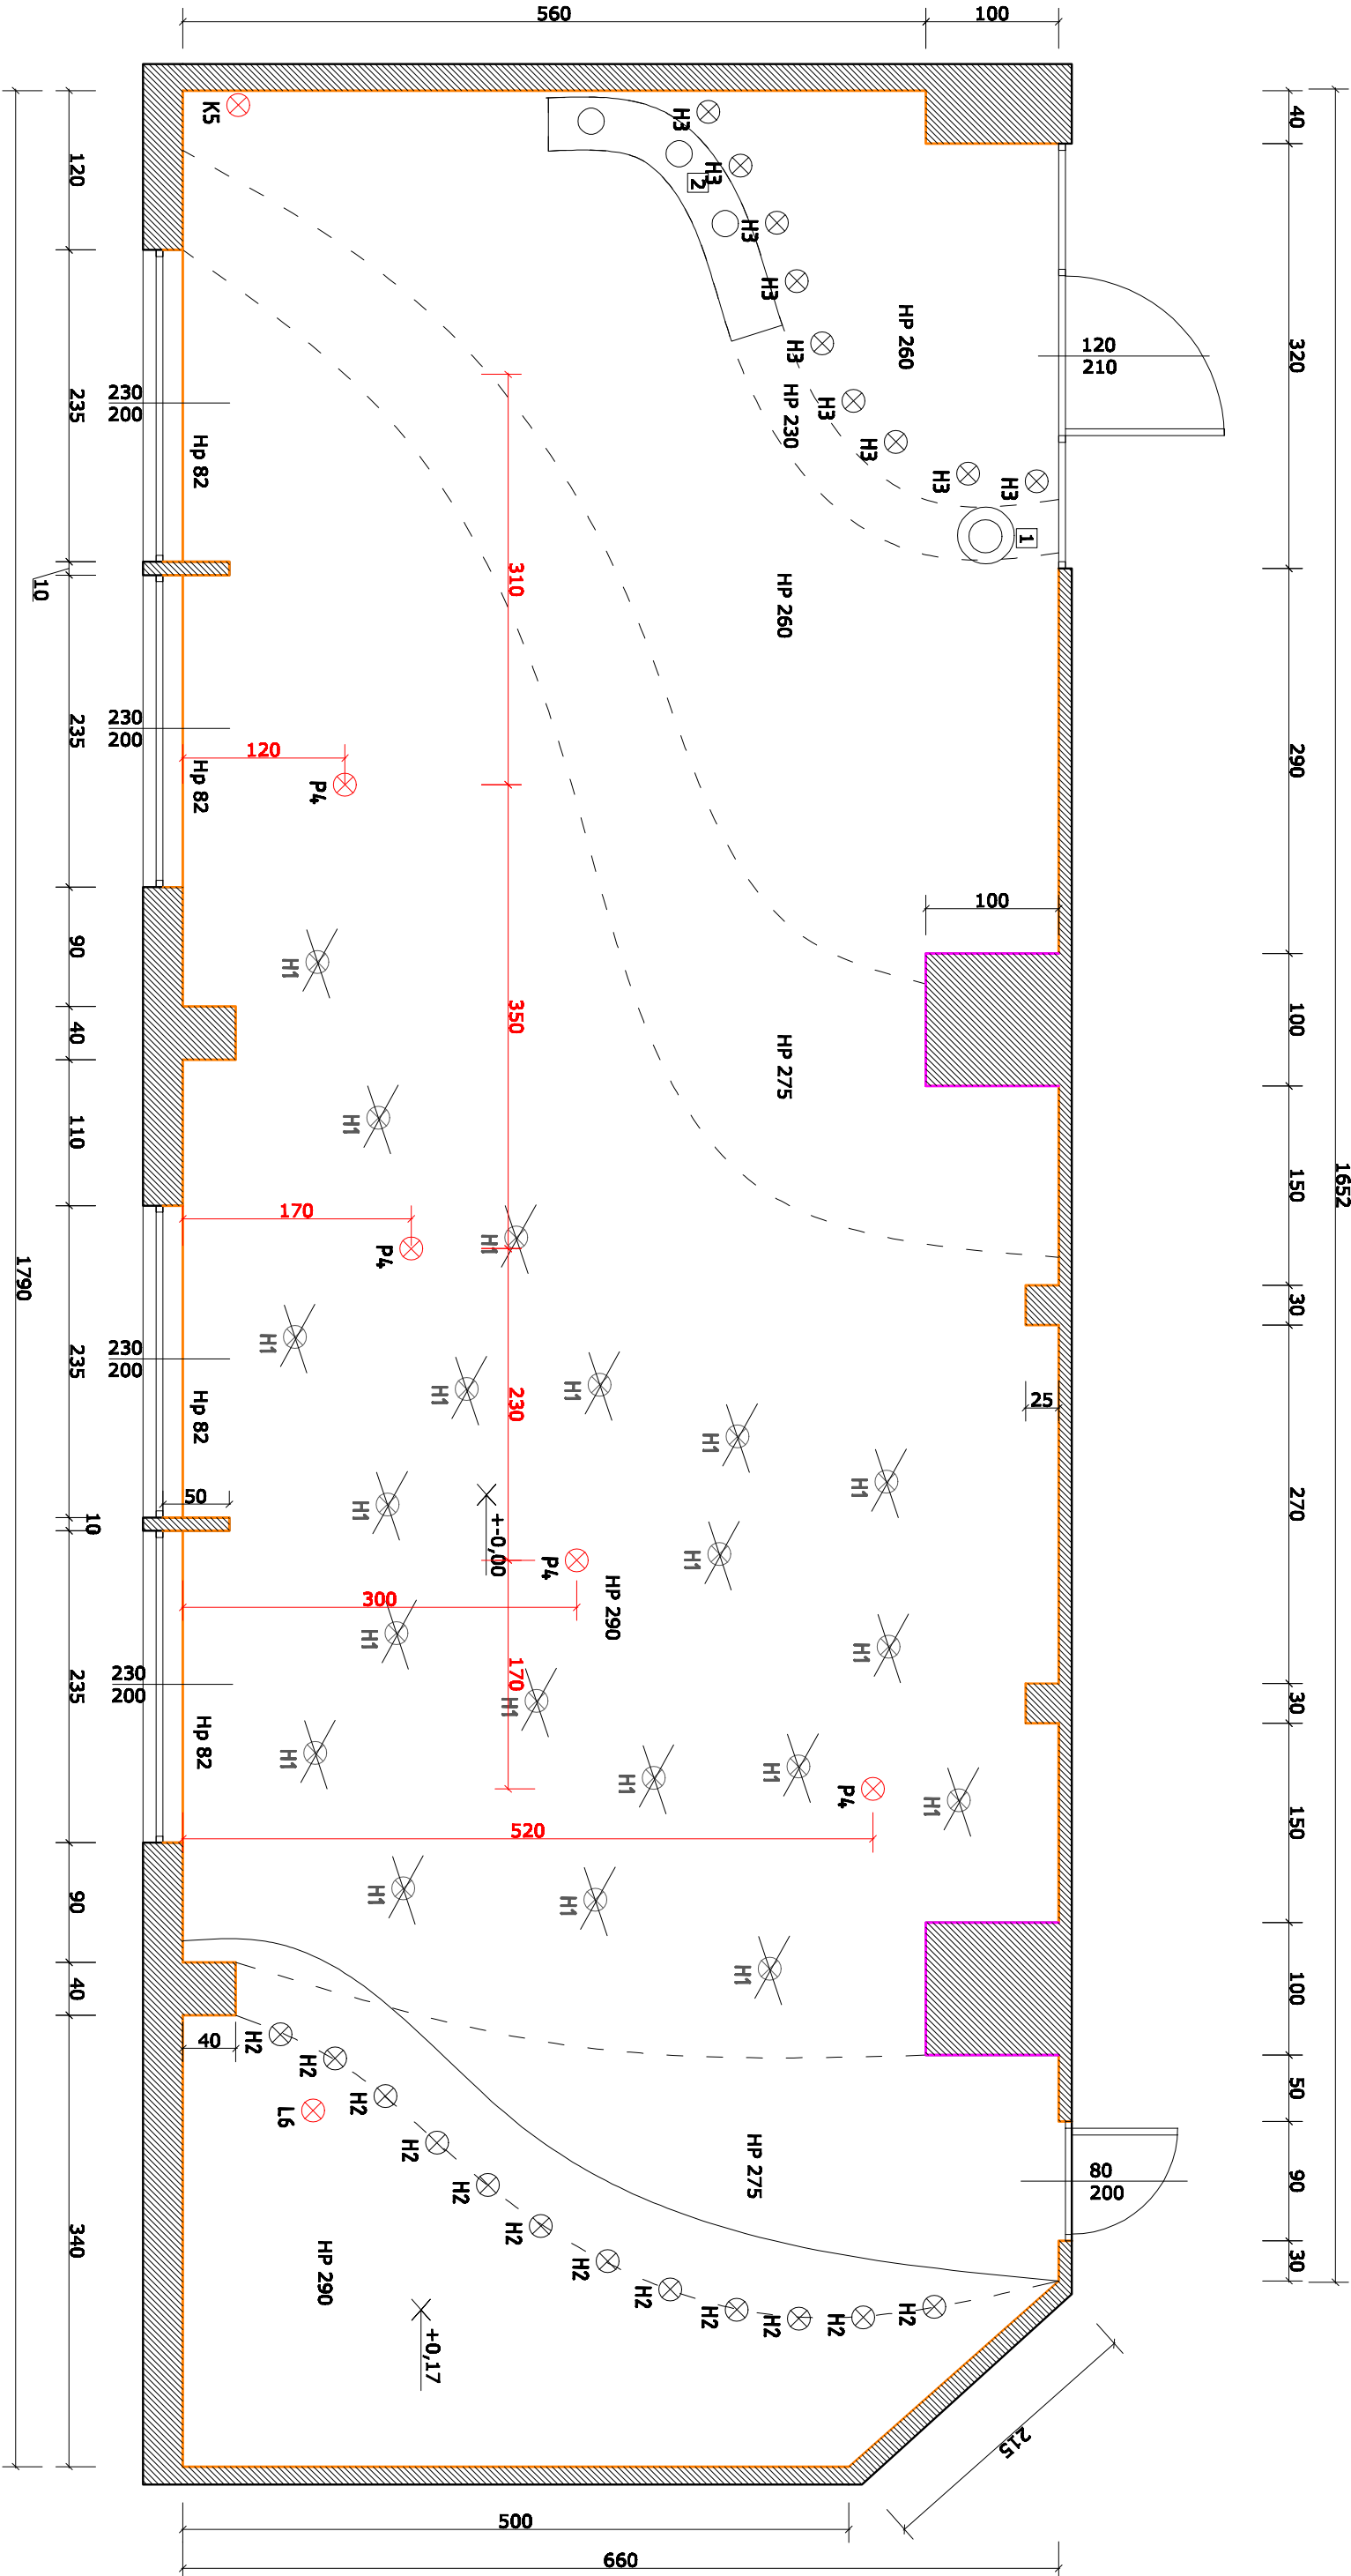 560
100
K5
H3
H3
2
H3
H3
H3
H3
H3
H3
H3
1
HP 260
HP 230
HP 260
120
210
40
320
290
100
150
30
270
30
150
100
50
90
30
1652
120
235
10
235
90
40
110
235
10
235
90
40
340
1790
230
200
Hp 82
230
200
Hp 82
230
200
Hp 82
230
200
Hp 82
310
350
230
170
120
P4
100
H1
H1
HP 275
170
P4
H1
H1
H1
H1
H1
H1
25
50
H1
+-0,00
H1
P4
HP 290
300
H1
H1
H1
H1
H1
H1
P4
H1
520
H1
H1
H1
40
H2
H2
H2
H2
H2
H2
H2
H2
H2
H2
H2
H2
L6
HP 275
80
200
HP 290
+0,17
215
500
660